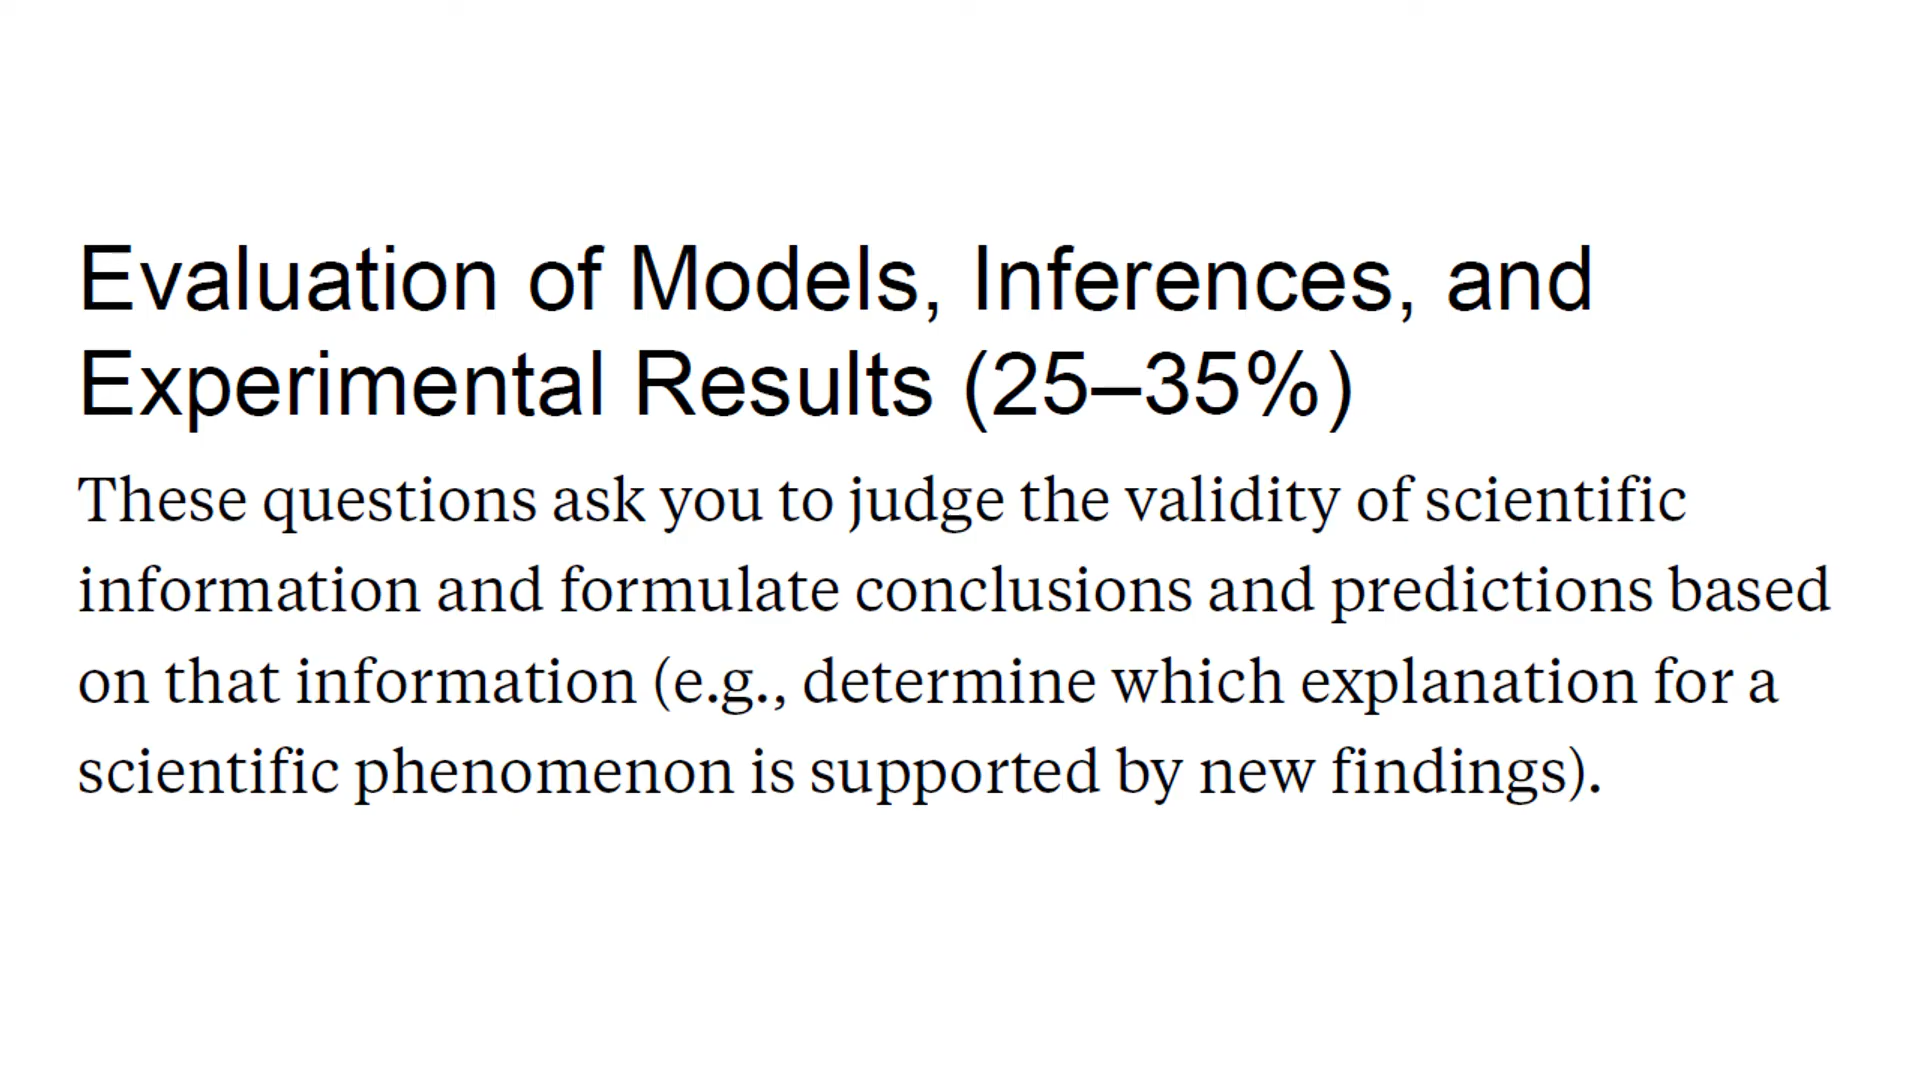 Evaluation of Models, Inferences, and
Experimental Results (25–35%)
These questions ask you to judge the validity of scientific
information and formulate conclusions and predictions based
on that information (e.g., determine which explanation for a
scientific phenomenon is supported by new findings).